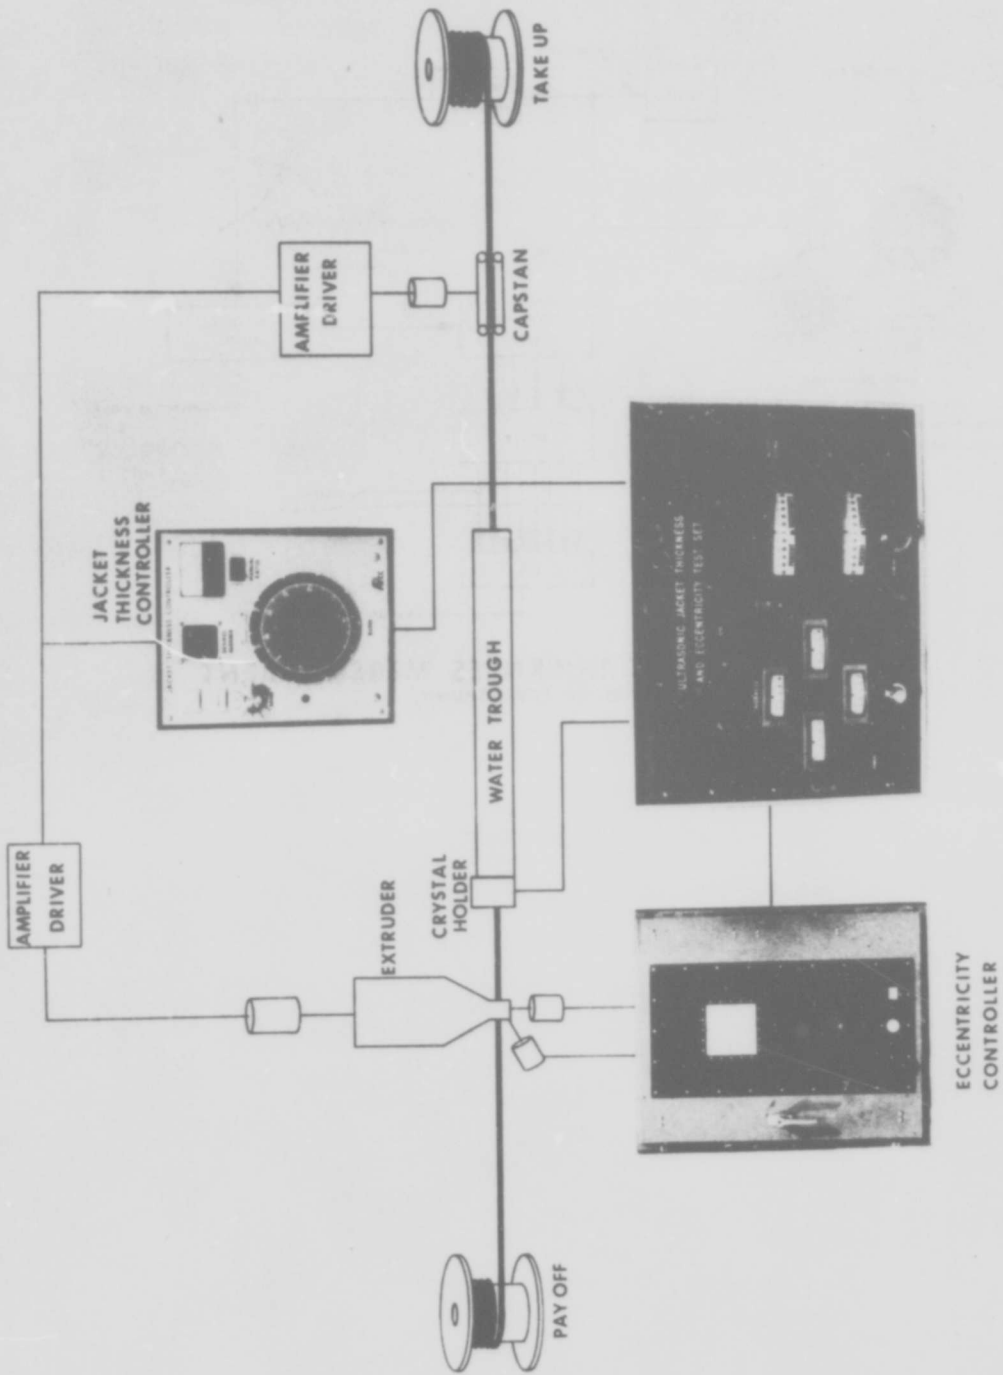 AMPLIFIER
DRIVER
JACKET
THICKNESS
CONTROLLER
AMPLIFIER
DRIVER
EXTRUDER
CRYSTAL
HOLDER
WATER TROUGH
CAPSTAN
TAKE UP
PAY OFF
ULTRASONIC JACKET THICKNESS
AND ECCENTRICITY TEST SET
ECCENTRICITY
CONTROLLER